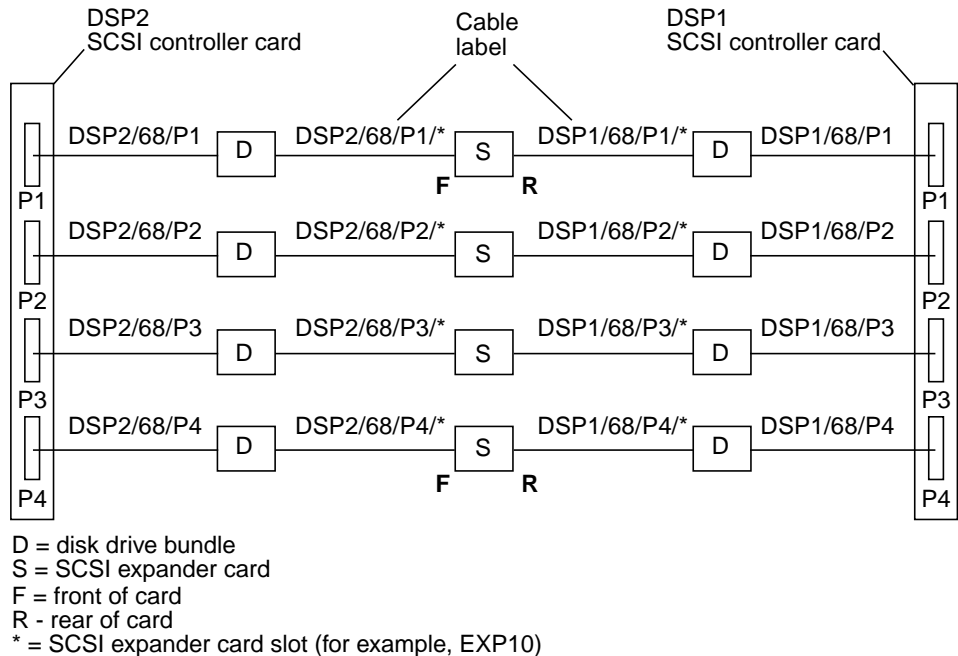 DSP2
SCSI controller card
Cable
label
DSP1
SCSI controller card
DSP2/68/P1 D DSP2/68/P1/* S DSP1/68/P1/* D DSP1/68/P1
F R
P1 P1
DSP2/68/P2 D DSP2/68/P2/* S DSP1/68/P2/* D DSP1/68/P2
P2 P2
DSP2/68/P3 D DSP2/68/P3/* S DSP1/68/P3/* D DSP1/68/P3
P3 P3
DSP2/68/P4 D DSP2/68/P4/* S DSP1/68/P4/* D DSP1/68/P4
F R
P4 P4
D = disk drive bundle
S = SCSI expander card
F = front of card
R - rear of card
* = SCSI expander card slot (for example, EXP10)